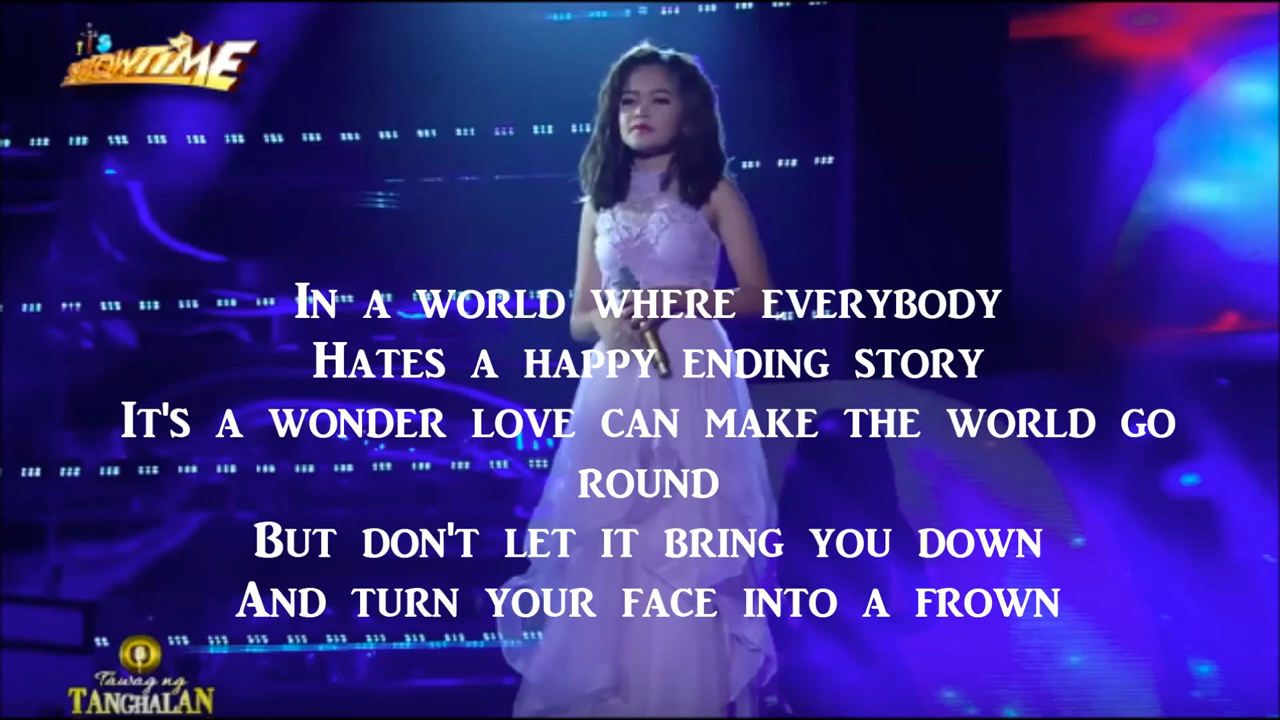 It's
SHOWTIME
In a world where everybody
Hates a happy ending story
It's a wonder love can make the world go
round
But don't let it bring you down
And turn your face into a frown
Tawag ng
TANGHALAN